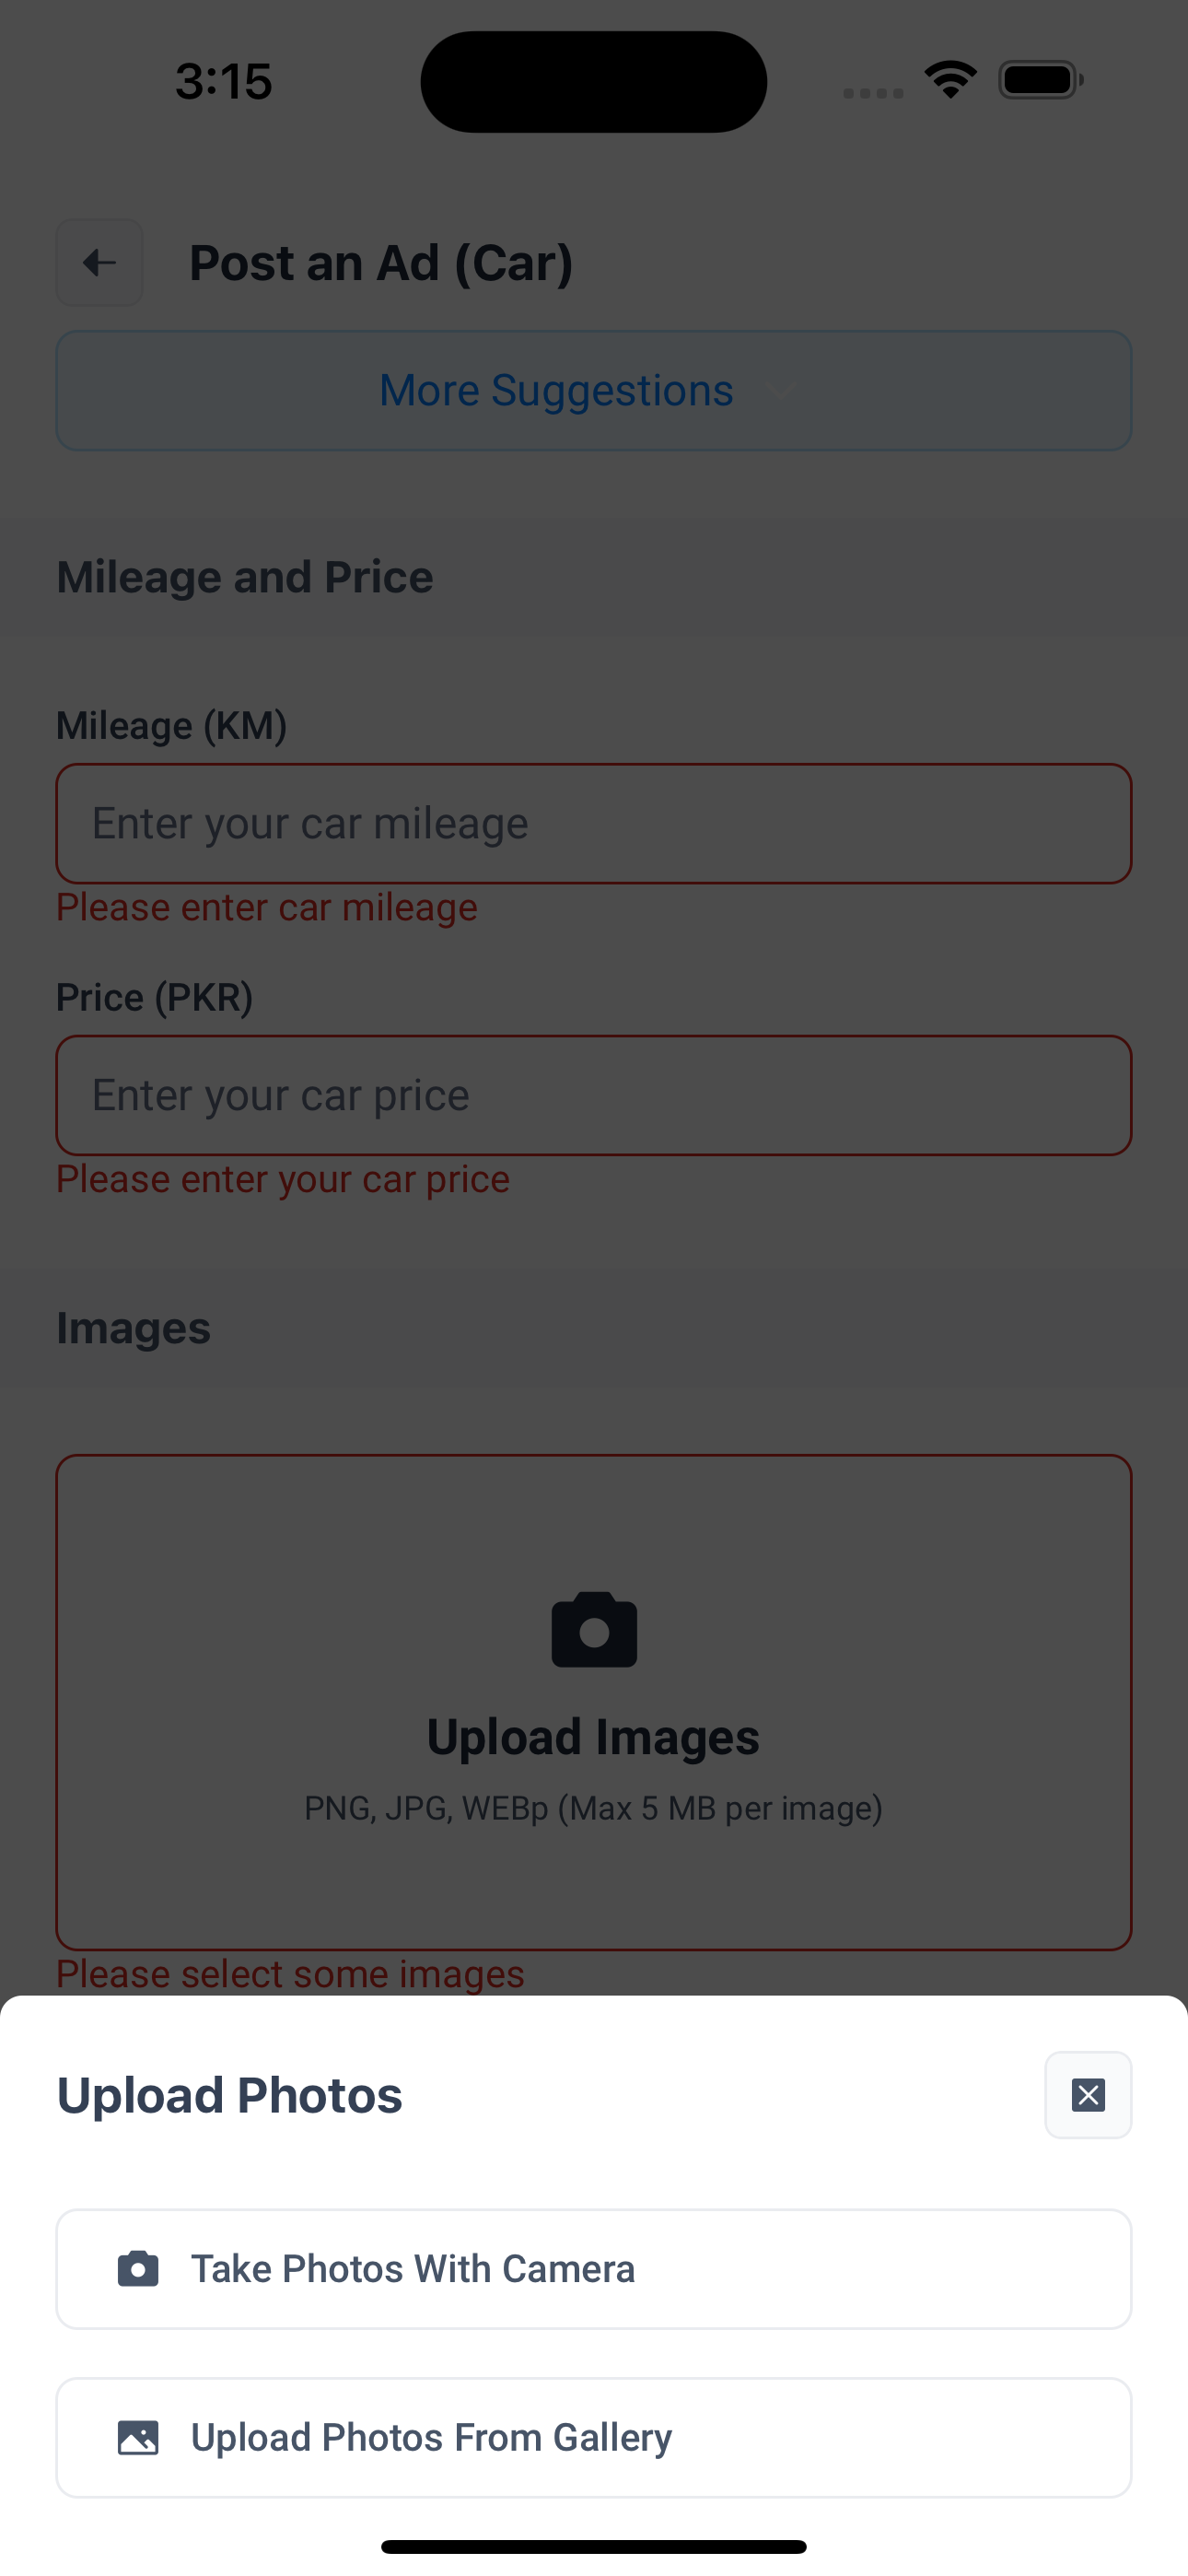 3:15
Post an Ad (Car)
More Suggestions
Mileage and Price
Mileage (KM)
Enter your car mileage
Please enter car mileage
Price (PKR)
Enter your car price
Please enter your car price
Images
Upload Images
PNG, JPG, WEBp (Max 5 MB per image)
Please select some images
Upload Photos
Take Photos With Camera
Upload Photos From Gallery